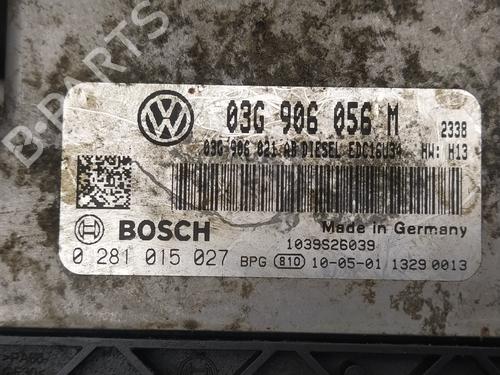 B-PARTS
03G 906 056 M
2338
03G 906 021 AB DIESEL EDC16U34
HW: H13
BOSCH
Made in Germany
1039S26039
0 281 015 027 BPG 810 10-05-01 1329 0013